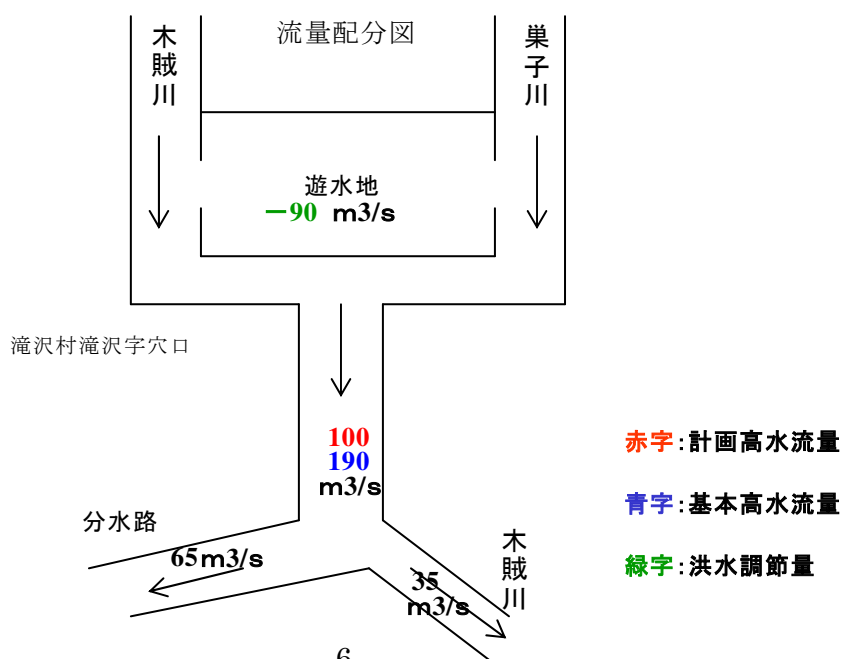 流量配分図
木賊川
巣子川
遊水地
－90 m3/s
滝沢村滝沢字穴口
100
190
m3/s
赤字：計画高水流量
青字：基本高水流量
緑字：洪水調節量
分水路
65m3/s
35
m3/s
木賊川
6